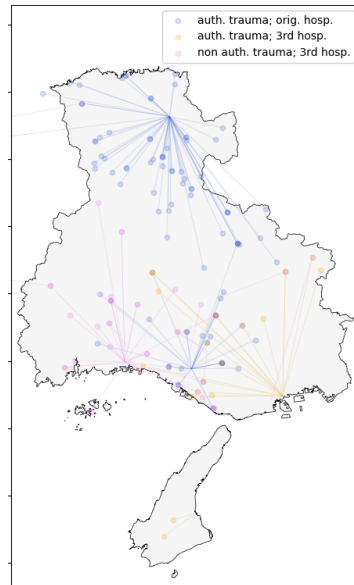 auth. trauma; orig. hosp.
auth. trauma; 3rd hosp.
non auth. trauma; 3rd hosp.